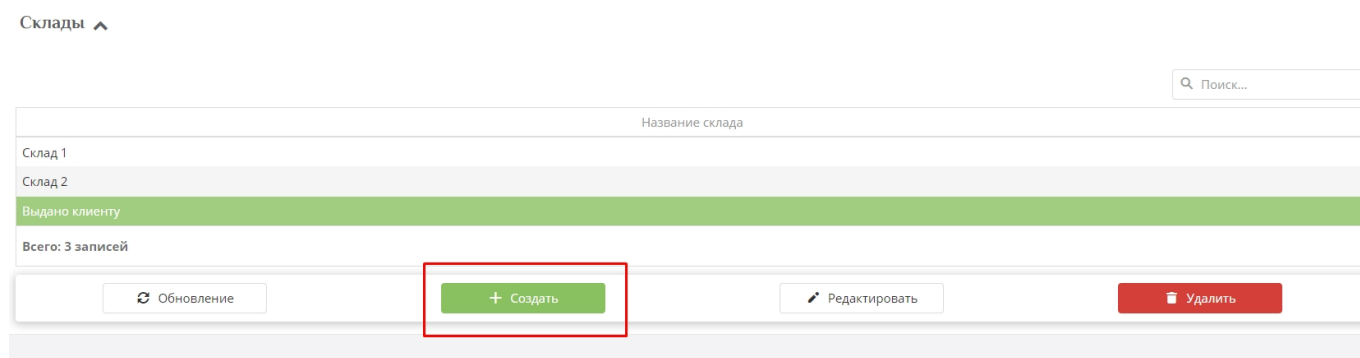 Склады
Поиск...
Название склада
Склад 1
Склад 2
Выдано клиенту
Всего: 3 записей
Обновление
Создать
Редактировать
Удалить